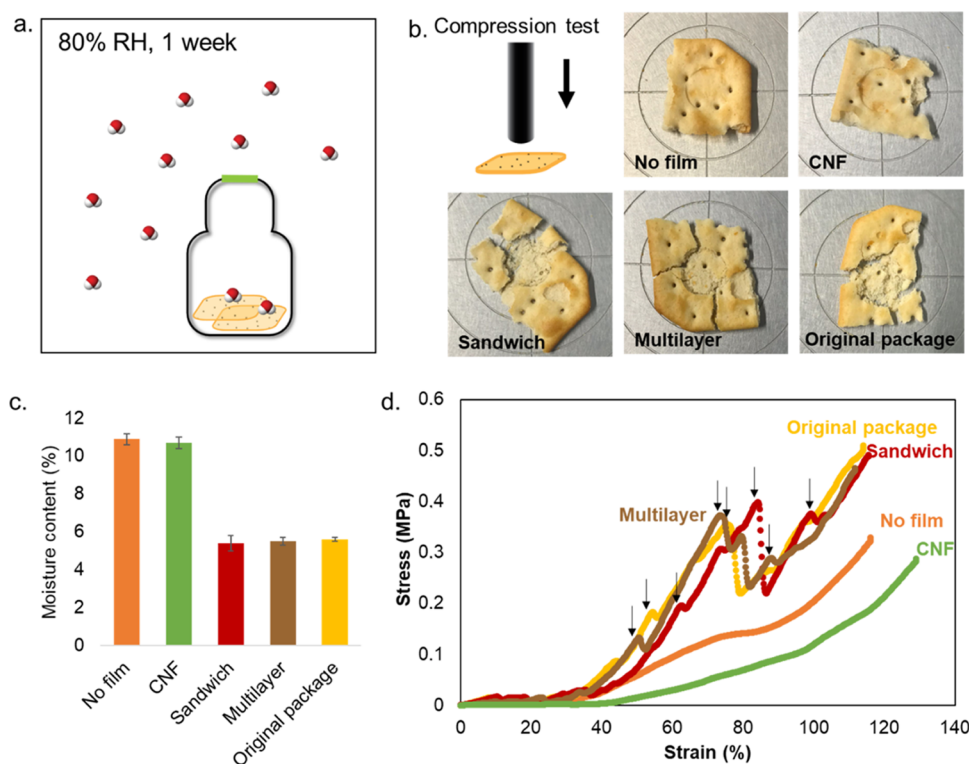 a.
80% RH, 1 week
b.
Compression test
No film
CNF
Sandwich
Multilayer
Original package
c.
Moisture content (%)
12
10
8
6
4
2
0
No film
CNF
Sandwich
Multilayer
Original package
d.
Stress (MPa)
0.6
0.5
0.4
0.3
0.2
0.1
0
Original package
Sandwich
Multilayer
No film
CNF
0
20
40
60
80
100
120
140
Strain (%)